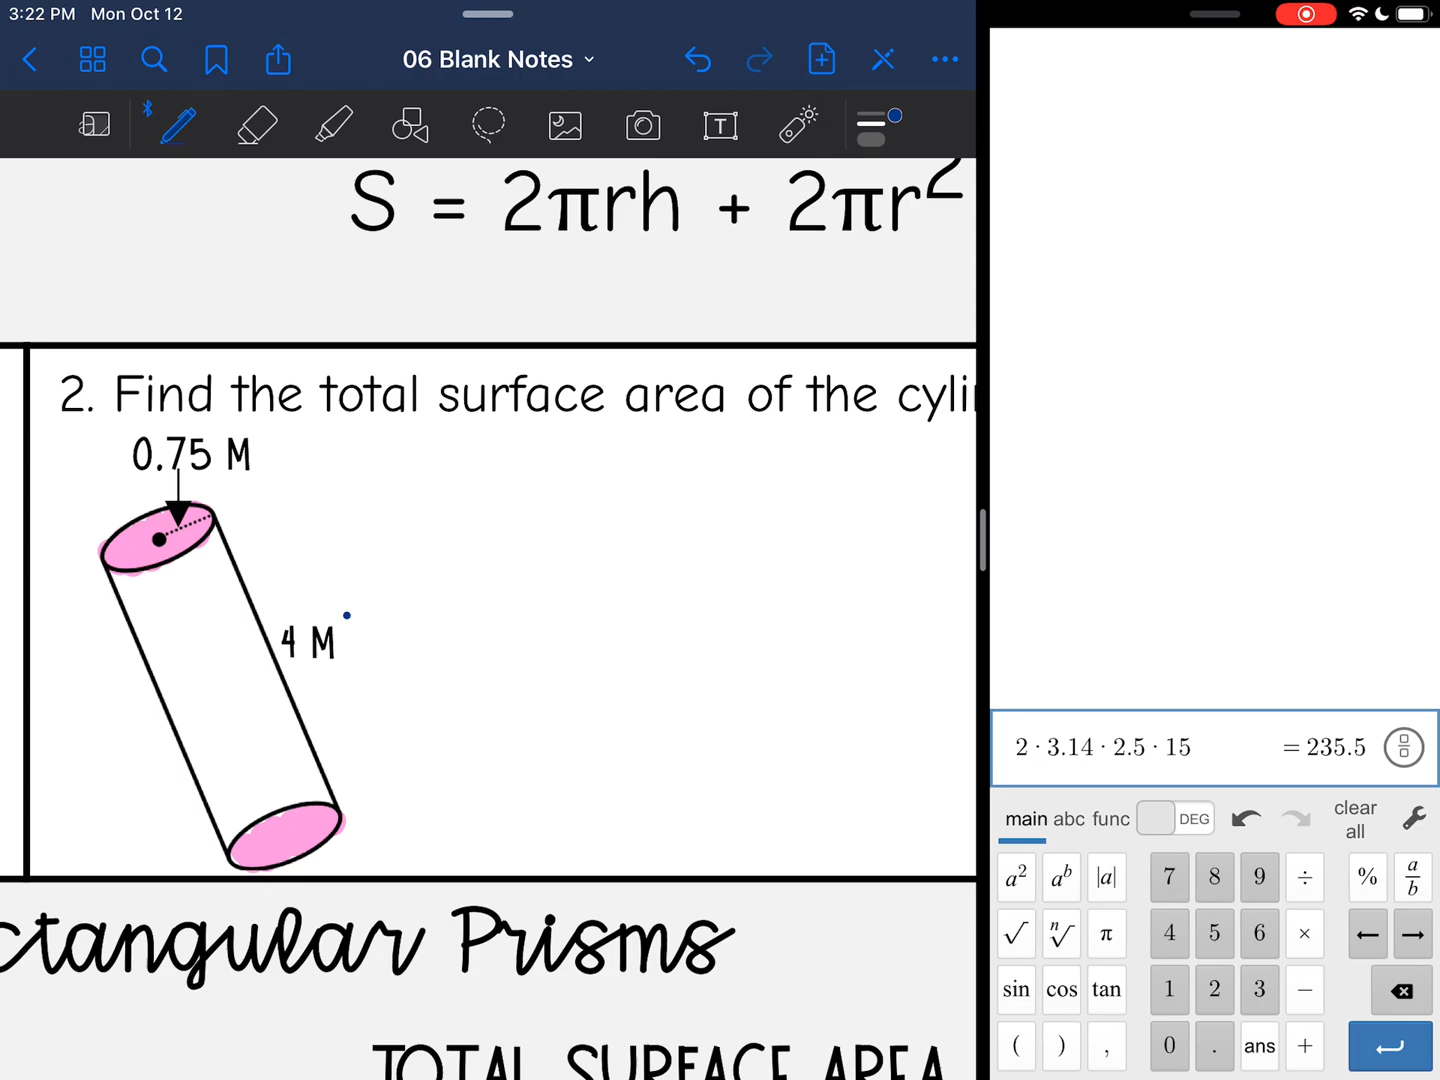 3:22 PM Mon Oct 12
06 Blank Notes
T
S = 2πrh + 2πr²
2. Find the total surface area of the cylin
0.75 M
4 M
ctangular Prisms
TOTAL SURFACE AREA
2 · 3.14 · 2.5 · 15 = 235.5
main abc func DEG clear all
a² aᵇ |a| 7 8 9 ÷ % a/b
√ ⁿ√ π 4 5 6 × ← →
sin cos tan 1 2 3 −
( ) , 0 . ans +